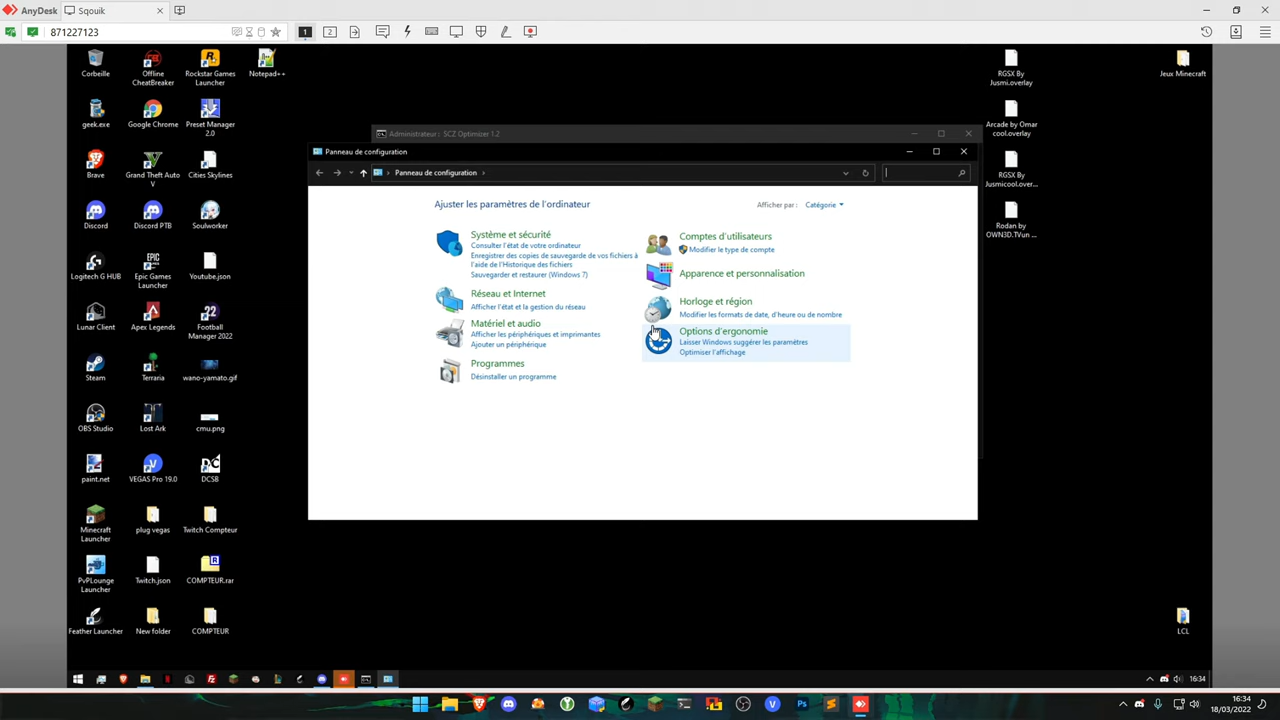 AnyDesk
Sqouik
871227123
1
2
Corbeille
Offline
CheatBreaker
Rockstar Games
Launcher
Notepad++
RGSX By
Jusmi.overlay
Jeux Minecraft
geek.exe
Google Chrome
Preset Manager
2.0
Arcade by Omar
cool.overlay
Brave
Grand Theft Auto
V
Cities Skylines
RGSX By
Jusmicool.over...
Discord
Discord PTB
Soulworker
Rodan by
OWN3D.TVun ...
Logitech G HUB
Epic Games
Launcher
Youtube.json
Lunar Client
Apex Legends
Football
Manager 2022
Steam
Terraria
wano-yamato.gif
OBS Studio
Lost Ark
cmu.png
paint.net
VEGAS Pro 19.0
DCSB
Minecraft
Launcher
plug vegas
Twitch Compteur
PvPLounge
Launcher
Twitch.json
COMPTEUR.rar
Feather Launcher
New folder
COMPTEUR
LCL
Administrateur : SCZ Optimizer 1.2
Panneau de configuration
Panneau de configuration
Ajuster les paramètres de l'ordinateur
Afficher par :
Catégorie
Système et sécurité
Consulter l'état de votre ordinateur
Enregistrer des copies de sauvegarde de vos fichiers à
l'aide de l'Historique des fichiers
Sauvegarder et restaurer (Windows 7)
Réseau et Internet
Afficher l'état et la gestion du réseau
Matériel et audio
Afficher les périphériques et imprimantes
Ajouter un périphérique
Programmes
Désinstaller un programme
Comptes d'utilisateurs
Modifier le type de compte
Apparence et personnalisation
Horloge et région
Modifier les formats de date, d'heure ou de nombre
Options d'ergonomie
Laisser Windows suggérer les paramètres
Optimiser l'affichage
16:34
16:34
18/03/2022